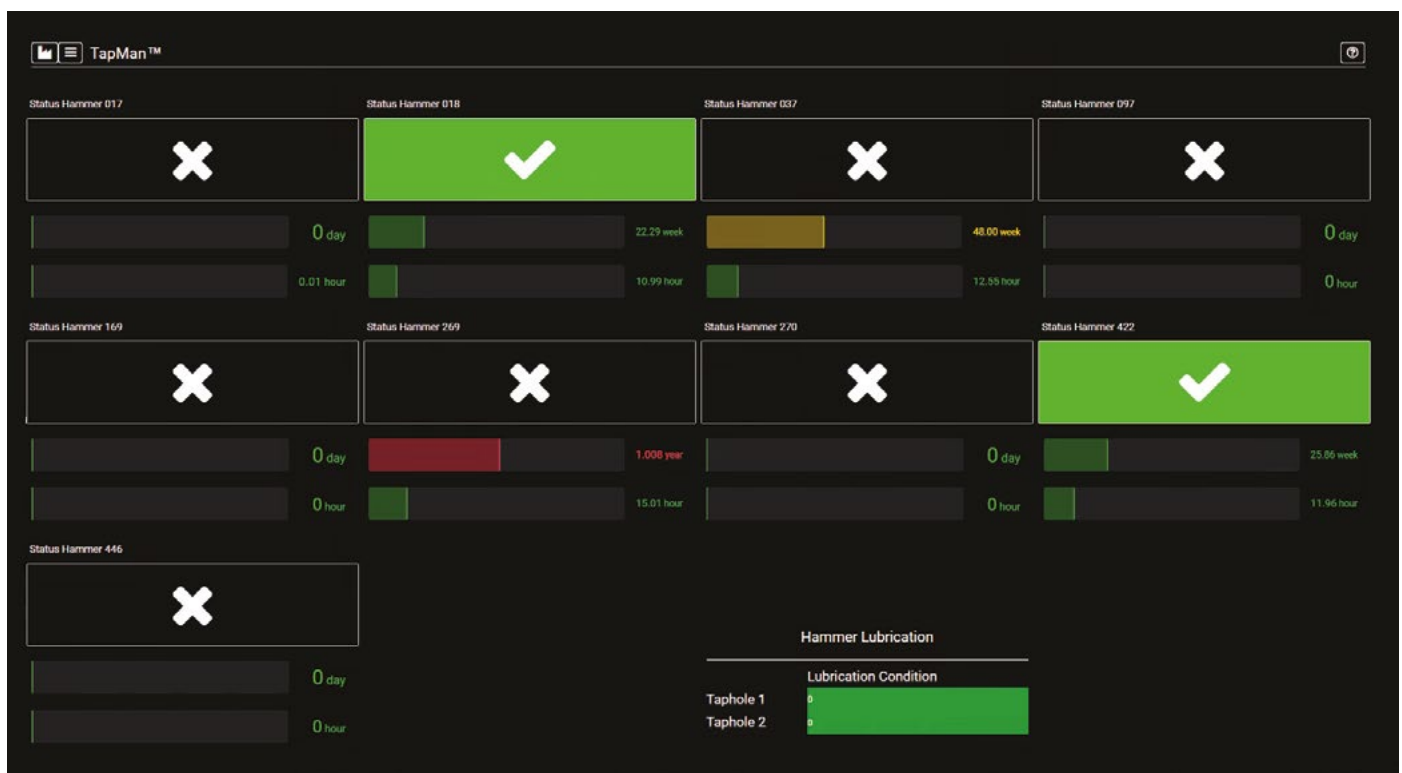 TapMan™
Status Hammer 017
Status Hammer 018
Status Hammer 037
Status Hammer 097
0 day
22.29 week
48.00 week
0 day
0.01 hour
10.99 hour
12.55 hour
0 hour
Status Hammer 169
Status Hammer 269
Status Hammer 270
Status Hammer 422
0 day
1.008 year
0 day
25.86 week
0 hour
15.01 hour
0 hour
11.96 hour
Status Hammer 446
0 day
0 hour
Hammer Lubrication
Lubrication Condition
Taphole 1 0
Taphole 2 0